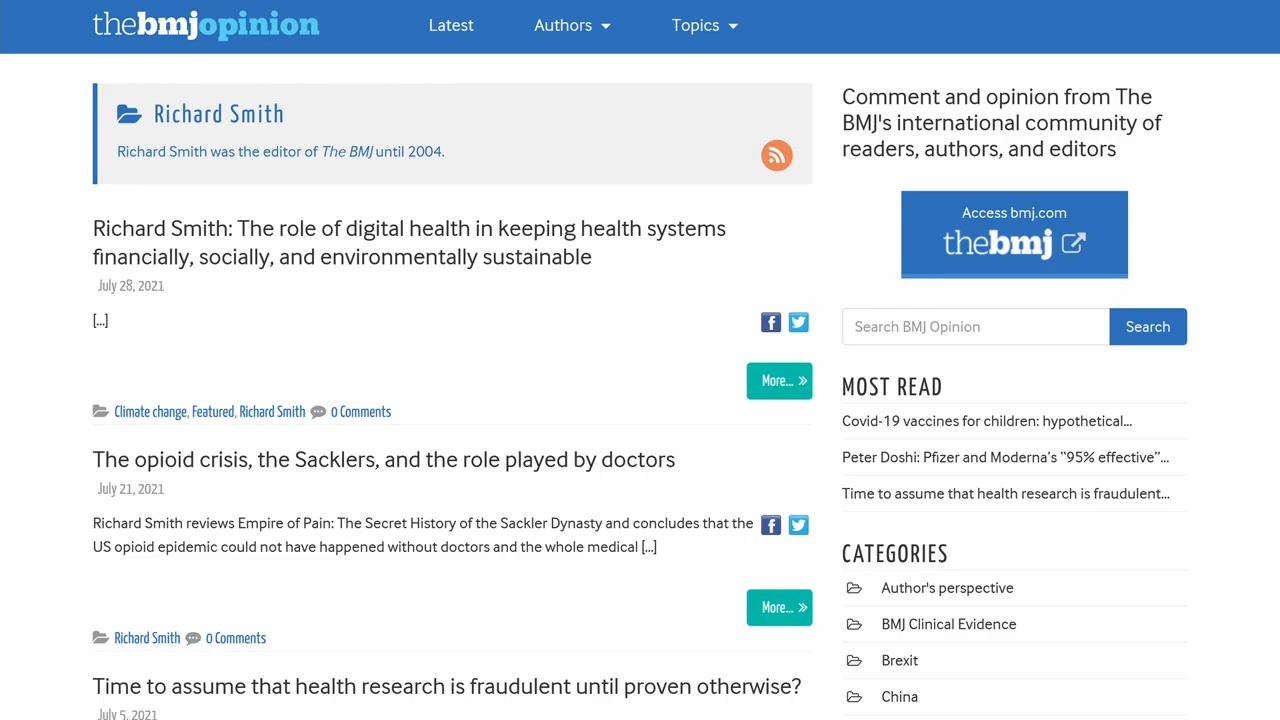 thebmjopinion
Latest
Authors
Topics
Richard Smith
Richard Smith was the editor of The BMJ until 2004.
Richard Smith: The role of digital health in keeping health systems
financially, socially, and environmentally sustainable
July 28, 2021
[...]
More... »
Climate change, Featured, Richard Smith 0 Comments
The opioid crisis, the Sacklers, and the role played by doctors
July 21, 2021
Richard Smith reviews Empire of Pain: The Secret History of the Sackler Dynasty and concludes that the
US opioid epidemic could not have happened without doctors and the whole medical [...]
More... »
Richard Smith 0 Comments
Time to assume that health research is fraudulent until proven otherwise?
July 5, 2021
Comment and opinion from The
BMJ's international community of
readers, authors, and editors
Access bmj.com
thebmj
Search BMJ Opinion
Search
MOST READ
Covid-19 vaccines for children: hypothetical...
Peter Doshi: Pfizer and Moderna’s “95% effective”...
Time to assume that health research is fraudulent...
CATEGORIES
Author's perspective
BMJ Clinical Evidence
Brexit
China